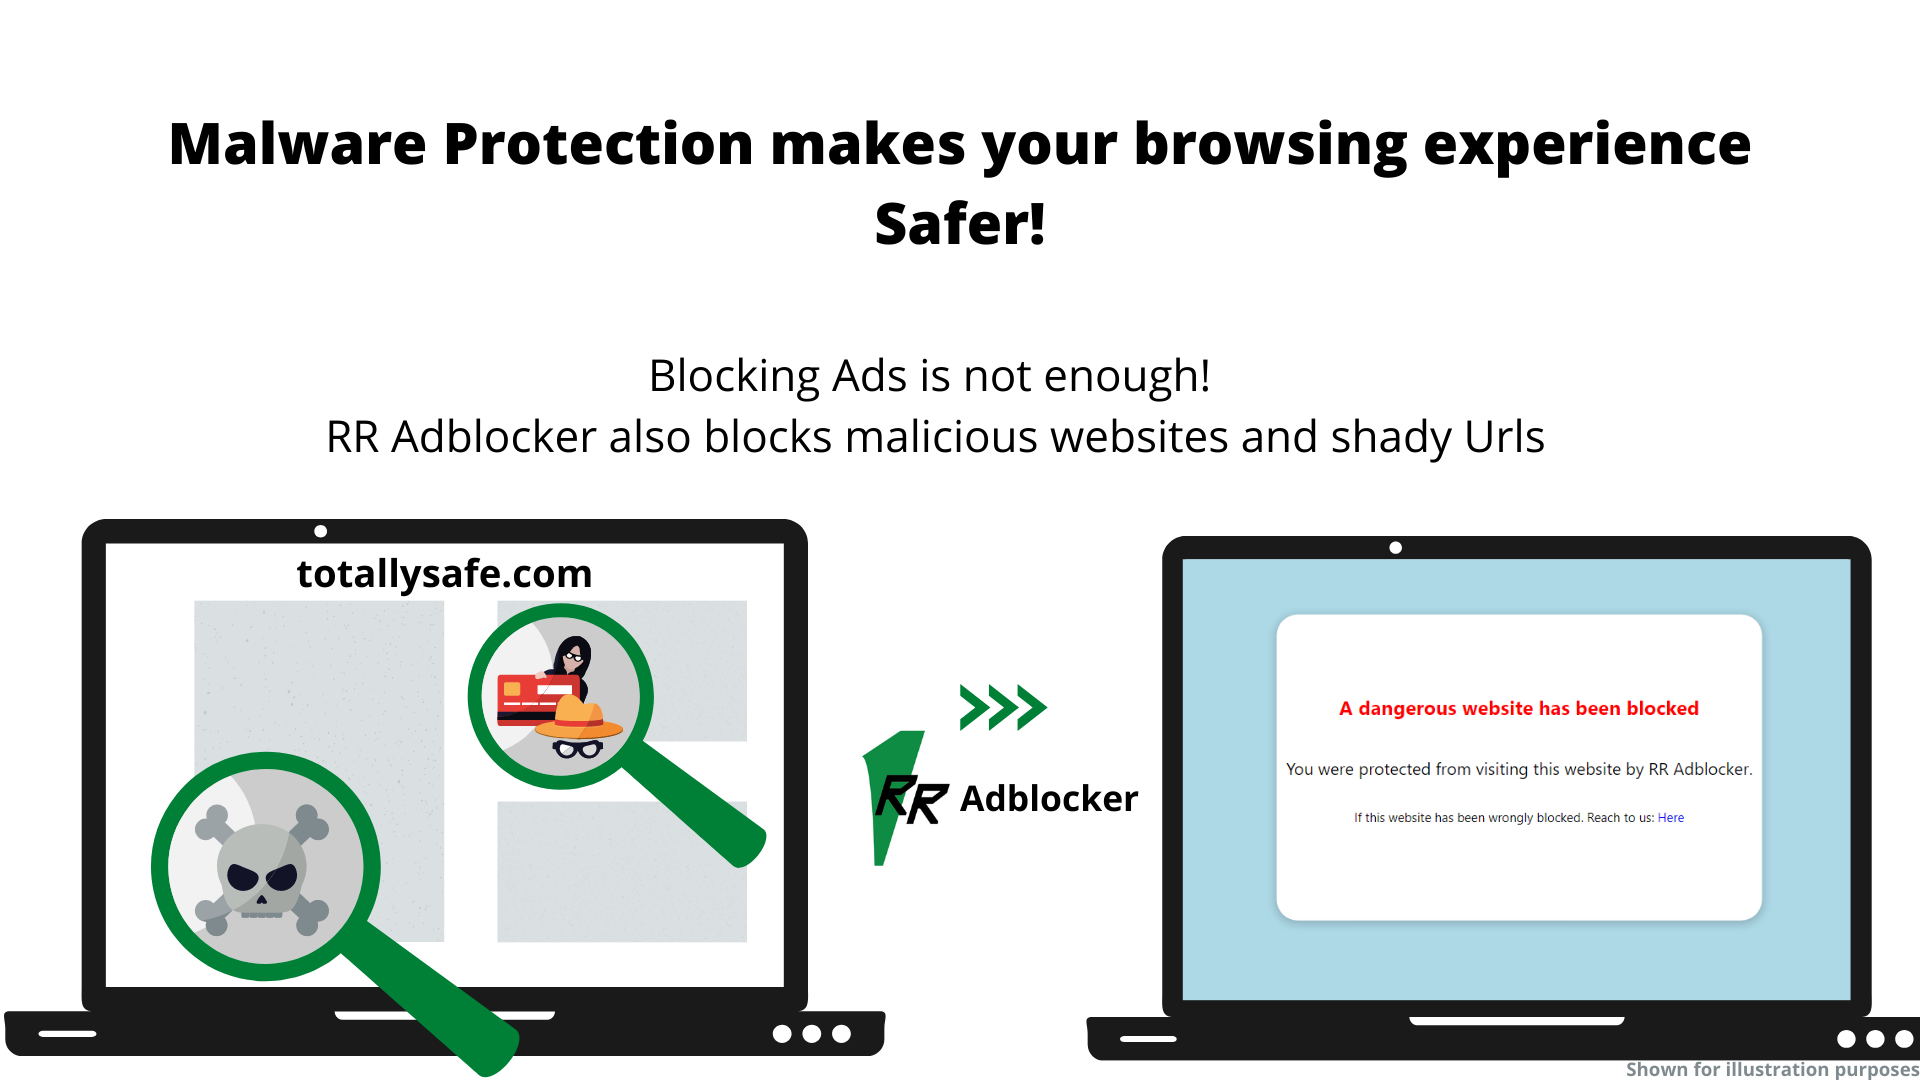 Malware Protection makes your browsing experience
Safer!
Blocking Ads is not enough!
RR Adblocker also blocks malicious websites and shady Urls
totallysafe.com
RR Adblocker
A dangerous website has been blocked
You were protected from visiting this website by RR Adblocker.
If this website has been wrongly blocked. Reach to us: Here
Shown for illustration purposes